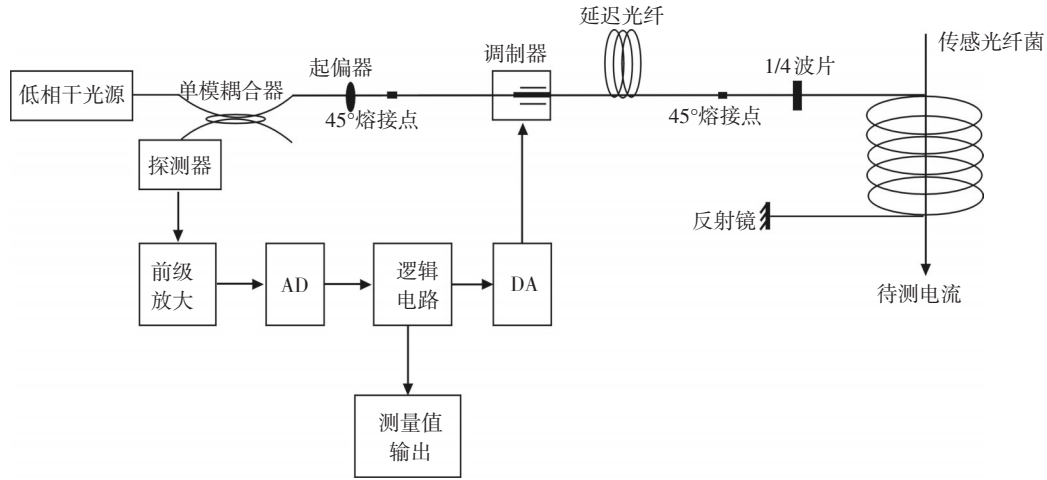 延迟光纤
传感光纤菌
调制器
起偏器
1/4 波片
低相干光源
单模耦合器
45°熔接点
45°熔接点
探测器
反射镜
前级
放大
AD
逻辑
电路
DA
待测电流
测量值
输出